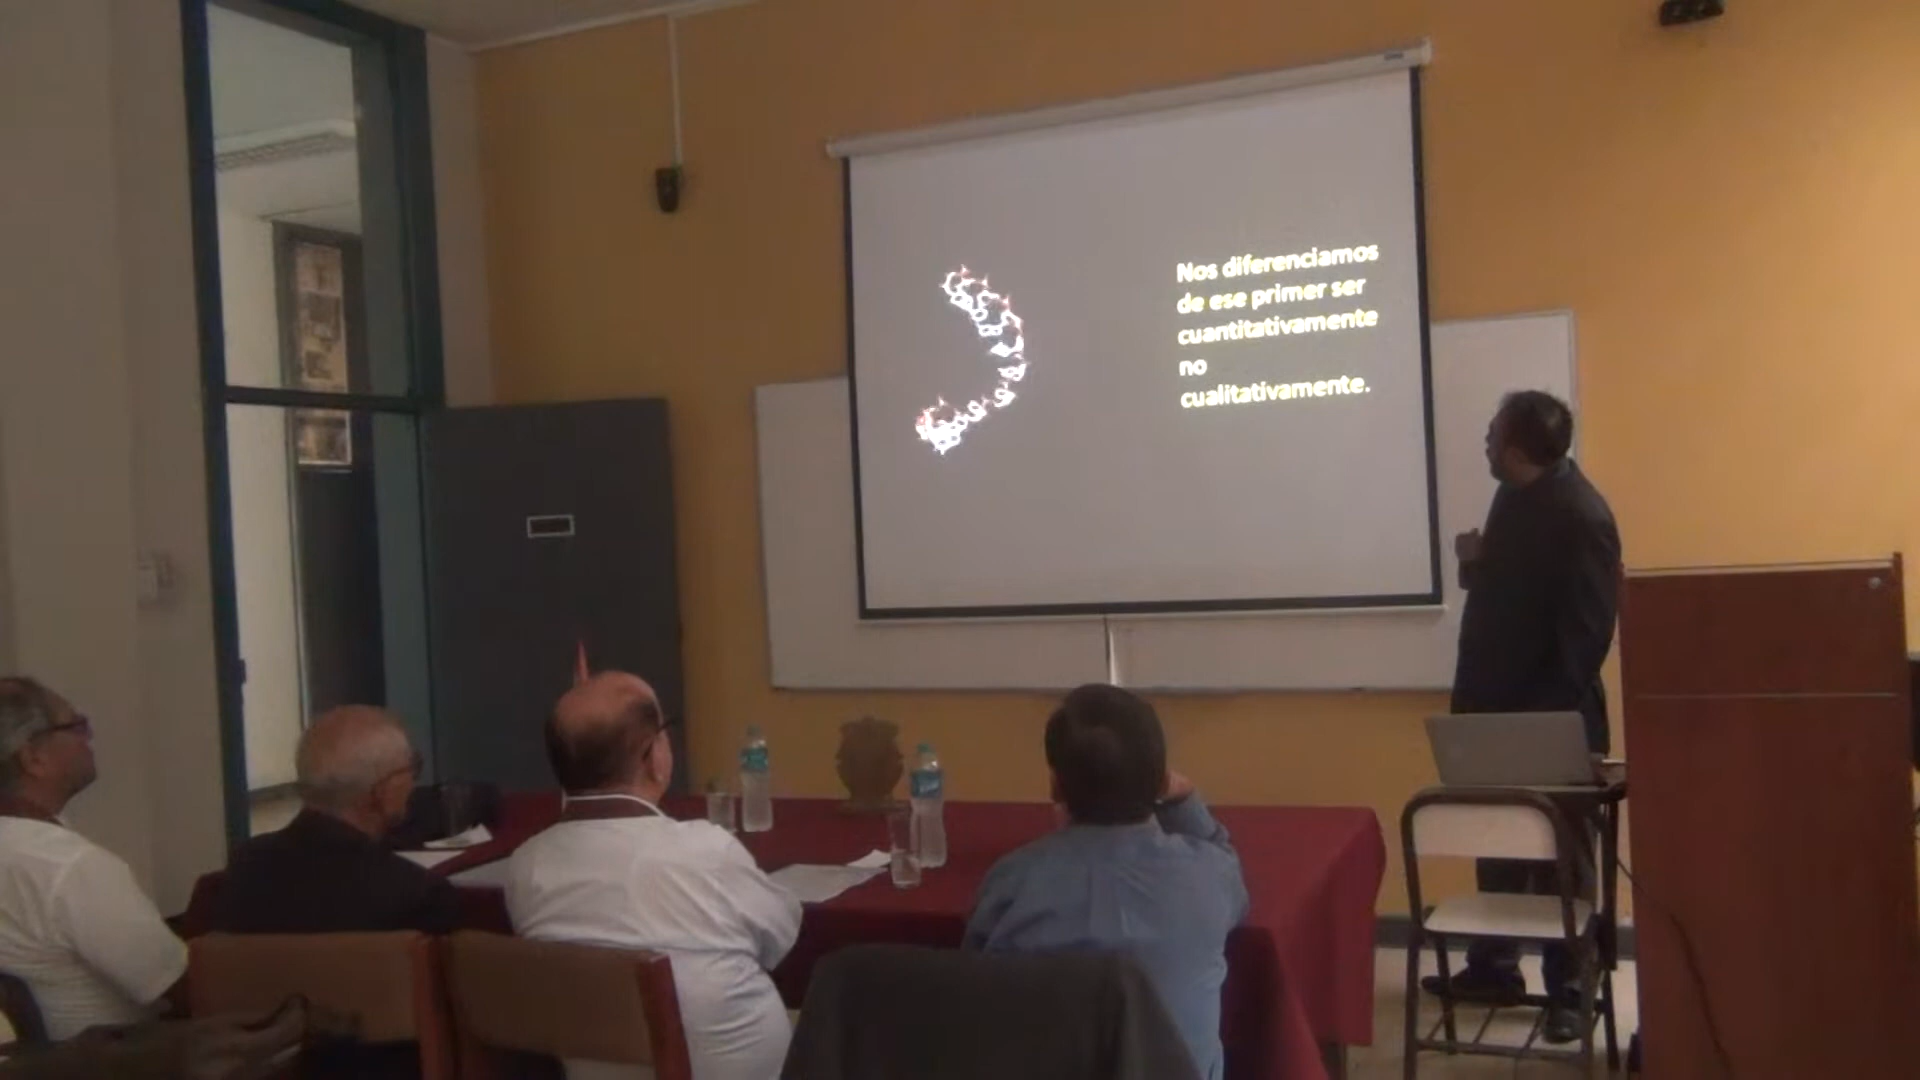 Nos diferenciamos
de ese primer ser
cuantitativamente
no
cualitativamente.